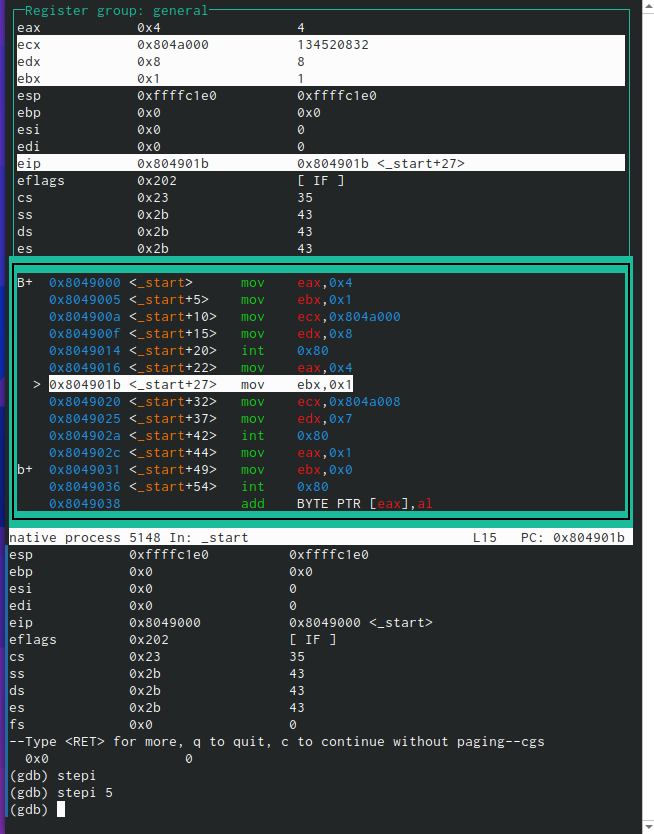 Register group: general
eax 0x4 4
ecx 0x804a000 134520832
edx 0x8 8
ebx 0x1 1
esp 0xffffc1e0 0xffffc1e0
ebp 0x0 0x0
esi 0x0 0
edi 0x0 0
eip 0x804901b 0x804901b <_start+27>
eflags 0x202 [ IF ]
cs 0x23 35
ss 0x2b 43
ds 0x2b 43
es 0x2b 43
B+ 0x8049000 <_start> mov eax,0x4
0x8049005 <_start+5> mov ebx,0x1
0x804900a <_start+10> mov ecx,0x804a000
0x804900f <_start+15> mov edx,0x8
0x8049014 <_start+20> int 0x80
0x8049016 <_start+22> mov eax,0x4
> 0x804901b <_start+27> mov ebx,0x1
0x8049020 <_start+32> mov ecx,0x804a008
0x8049025 <_start+37> mov edx,0x7
0x804902a <_start+42> int 0x80
0x804902c <_start+44> mov eax,0x1
b+ 0x8049031 <_start+49> mov ebx,0x0
0x8049036 <_start+54> int 0x80
0x8049038 add BYTE PTR [eax],al
native process 5148 In: _start L15 PC: 0x804901b
esp 0xffffc1e0 0xffffc1e0
ebp 0x0 0x0
esi 0x0 0
edi 0x0 0
eip 0x8049000 0x8049000 <_start>
eflags 0x202 [ IF ]
cs 0x23 35
ss 0x2b 43
ds 0x2b 43
es 0x2b 43
fs 0x0 0
--Type <RET> for more, q to quit, c to continue without paging--cgs
0x0 0
(gdb) stepi
(gdb) stepi 5
(gdb)